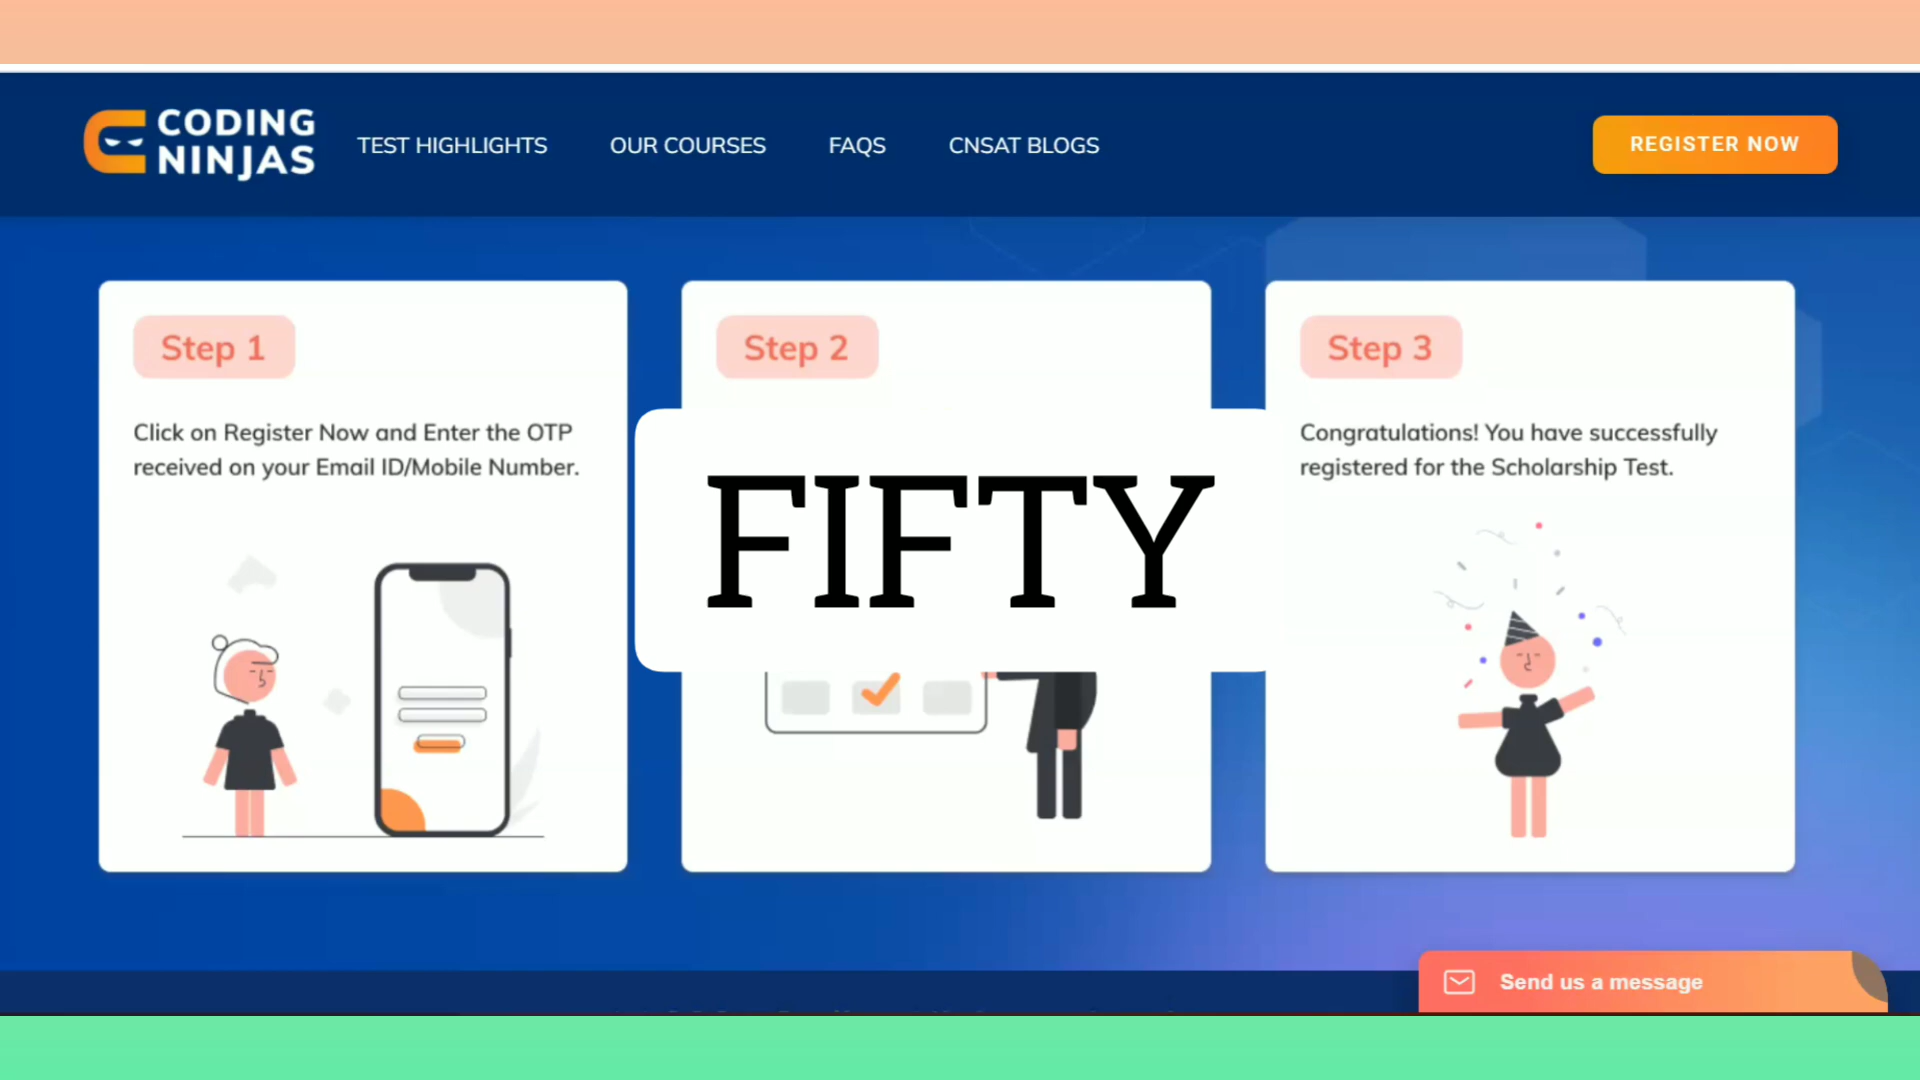 CODING
NINJAS
TEST HIGHLIGHTS
OUR COURSES
FAQS
CNSAT BLOGS
REGISTER NOW
Step 1
Click on Register Now and Enter the OTP
received on your Email ID/Mobile Number.
Step 2
FIFTY
Step 3
Congratulations! You have successfully
registered for the Scholarship Test.
Send us a message